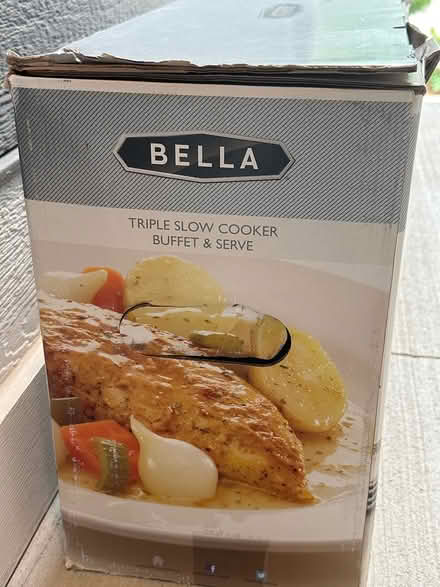 BELLA
TRIPLE SLOW COOKER
BUFFET & SERVE